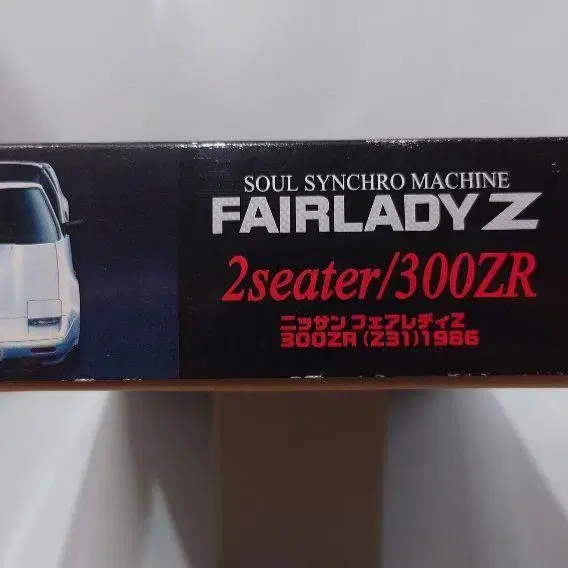 SOUL SYNCHRO MACHINE
FAIRLADY Z
2seater/300ZR
ニッサン フェアレディZ
300ZR (Z31) 1986